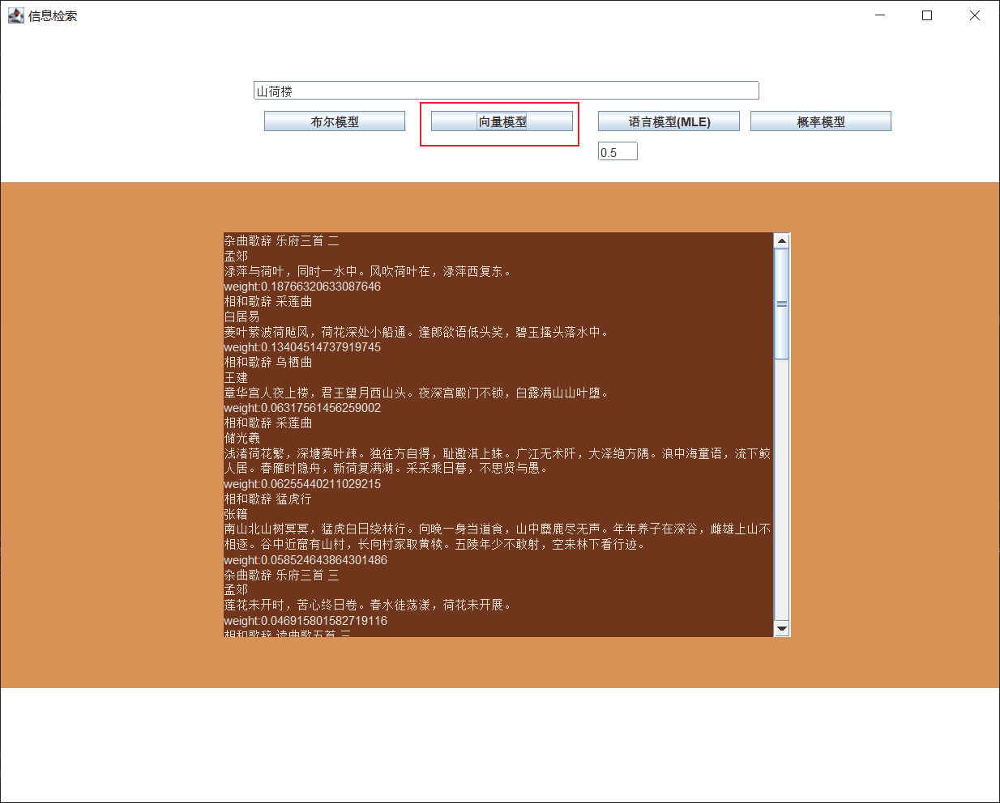 信息检索
山荷楼
布尔模型 向量模型 语言模型(MLE) 概率模型
0.5
杂曲歌辞 乐府三首 二
孟郊
渌萍与荷叶，同时一水中。风吹荷叶在，渌萍西复东。
weight:0.18766320633087646
相和歌辞 采莲曲
白居易
菱叶萦波荷飐风，荷花深处小船通。逢郎欲语低头笑，碧玉搔头落水中。
weight:0.13404514737919745
相和歌辞 乌栖曲
王建
章华宫人夜上楼，君王望月西山头。夜深宫殿门不锁，白露满山山叶堕。
weight:0.06317561456259002
相和歌辞 采莲曲
储光羲
浅渚荷花繁，深塘菱叶疎。独往方自得，耻邀淇上姝。广江无术阡，大泽绝方隅。浪中海童语，流下鲛
人居。春雁时隐舟，新荷复满湖。采采乘日暮，不思贤与愚。
weight:0.06255440211029215
相和歌辞 猛虎行
张籍
南山北山树冥冥，猛虎白日绕林行。向晚一身当道食，山中麋鹿尽无声。年年养子在深谷，雌雄上山不
相逐。谷中近窟有山村，长向村家取黄犊。五陵年少不敢射，空来林下看行迹。
weight:0.058524643864301486
杂曲歌辞 乐府三首 三
孟郊
莲花未开时，苦心终日卷。春水徒荡漾，荷花未开展。
weight:0.046915801582719116
相和歌辞 读曲歌五首 三